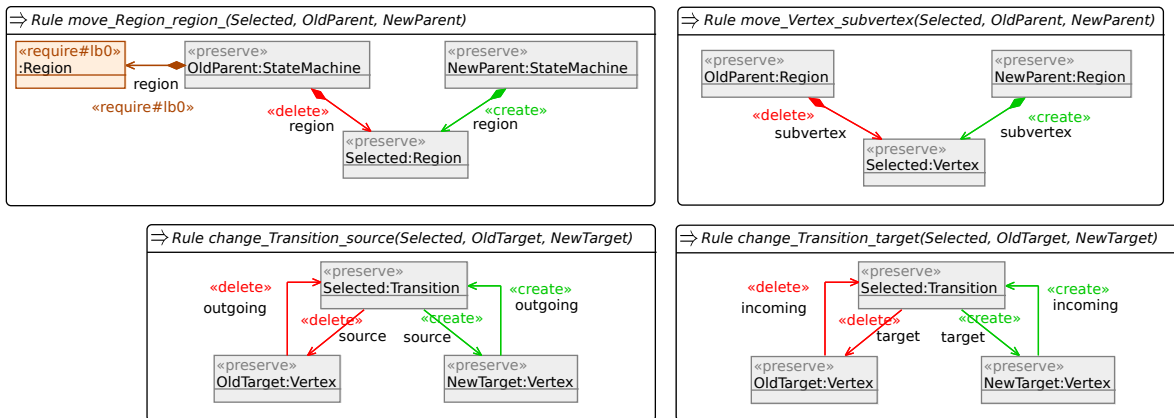 ⇒ Rule move_Region_region_(Selected, OldParent, NewParent)
«require#lb0»
:Region
«preserve»
OldParent:StateMachine
«preserve»
NewParent:StateMachine
region
«require#lb0»
«delete»
region
«create»
region
«preserve»
Selected:Region
⇒ Rule move_Vertex_subvertex(Selected, OldParent, NewParent)
«preserve»
OldParent:Region
«preserve»
NewParent:Region
«delete»
subvertex
«create»
subvertex
«preserve»
Selected:Vertex
⇒ Rule change_Transition_source(Selected, OldTarget, NewTarget)
«preserve»
Selected:Transition
«delete»
outgoing
«create»
outgoing
«delete»
source
«create»
source
«preserve»
OldTarget:Vertex
«preserve»
NewTarget:Vertex
⇒ Rule change_Transition_target(Selected, OldTarget, NewTarget)
«preserve»
Selected:Transition
«delete»
incoming
«create»
incoming
«delete»
target
«create»
target
«preserve»
OldTarget:Vertex
«preserve»
NewTarget:Vertex